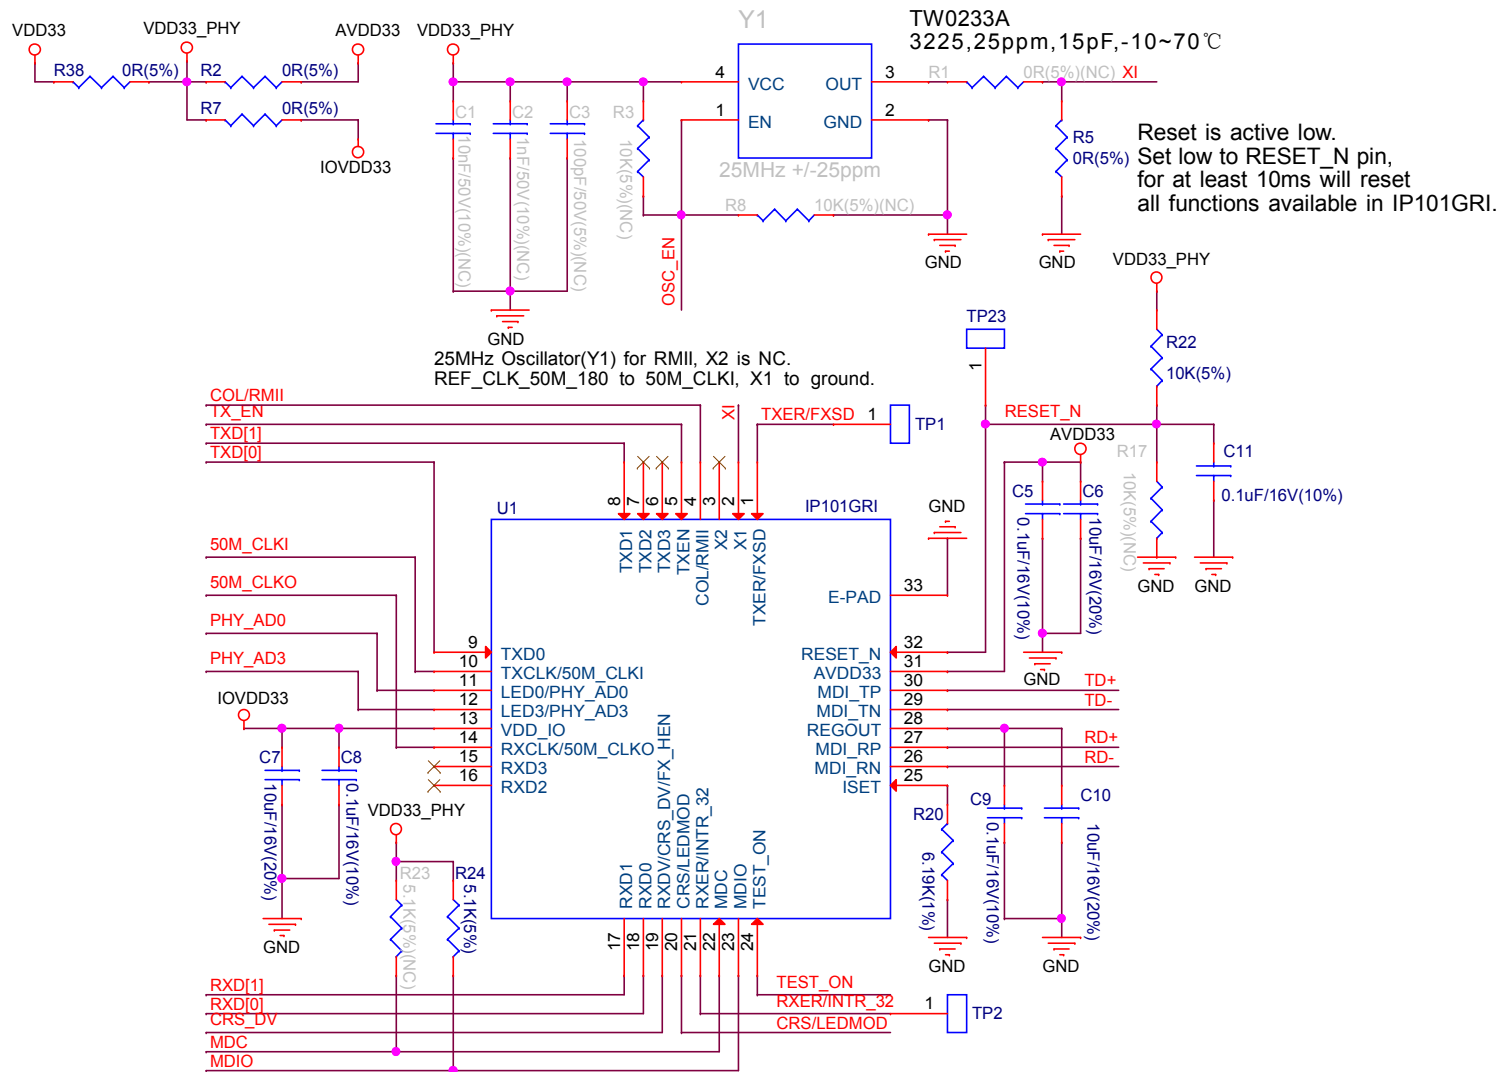 VDD33
VDD33_PHY
AVDD33
R38
0R(5%)
R2
0R(5%)
R7
0R(5%)
IOVDD33
VDD33_PHY
C1
10nF/50V(10%)(NC)
C2
1nF/50V(10%)(NC)
C3
100pF/50V(5%)(NC)
R3
10K(5%)(NC)
GND
Y1
4
VCC
1
EN
OUT
3
GND
2
25MHz +/-25ppm
TW0233A
3225,25ppm,15pF,-10~70℃
R1
0R(5%)(NC)
XI
R8
10K(5%)(NC)
OSC_EN
GND
R5
0R(5%)
GND
Reset is active low.
Set low to RESET_N pin,
for at least 10ms will reset
all functions available in IP101GRI.
25MHz Oscillator(Y1) for RMII, X2 is NC.
REF_CLK_50M_180 to 50M_CLKI, X1 to ground.
VDD33_PHY
TP23
1
R22
10K(5%)
RESET_N
AVDD33
R17
10K(5%)(NC)
C11
0.1uF/16V(10%)
C5
0.1uF/16V(10%)
C6
10uF/16V(20%)
GND
GND
GND
COL/RMII
TX_EN
TXD[1]
TXD[0]
XI
TXER/FXSD
1
TP1
50M_CLKI
50M_CLKO
PHY_AD0
PHY_AD3
IOVDD33
C7
10uF/16V(20%)
C8
0.1uF/16V(10%)
GND
U1
IP101GRI
8
7
6
5
4
3
2
1
TXD1
TXD2
TXD3
TXEN
COL/RMII
X2
X1
TXER/FXSD
GND
E-PAD
33
9
TXD0
10
TXCLK/50M_CLKI
11
LED0/PHY_AD0
12
LED3/PHY_AD3
13
VDD_IO
14
RXCLK/50M_CLKO
15
RXD3
16
RXD2
RESET_N
32
AVDD33
31
MDI_TP
30
TD+
MDI_TN
29
TD-
REGOUT
28
MDI_RP
27
RD+
MDI_RN
26
RD-
ISET
25
RXD1
RXD0
RXDV/CRS_DV/FX_HEN
CRS/LEDMOD
RXER/INTR_32
MDC
MDIO
TEST_ON
17
18
19
20
21
22
23
24
R20
6.19K(1%)
GND
C9
0.1uF/16V(10%)
C10
10uF/16V(20%)
GND
VDD33_PHY
R23
5.1K(5%)(NC)
R24
5.1K(5%)
RXD[1]
RXD[0]
CRS_DV
MDC
MDIO
TEST_ON
RXER/INTR_32
1
TP2
CRS/LEDMOD